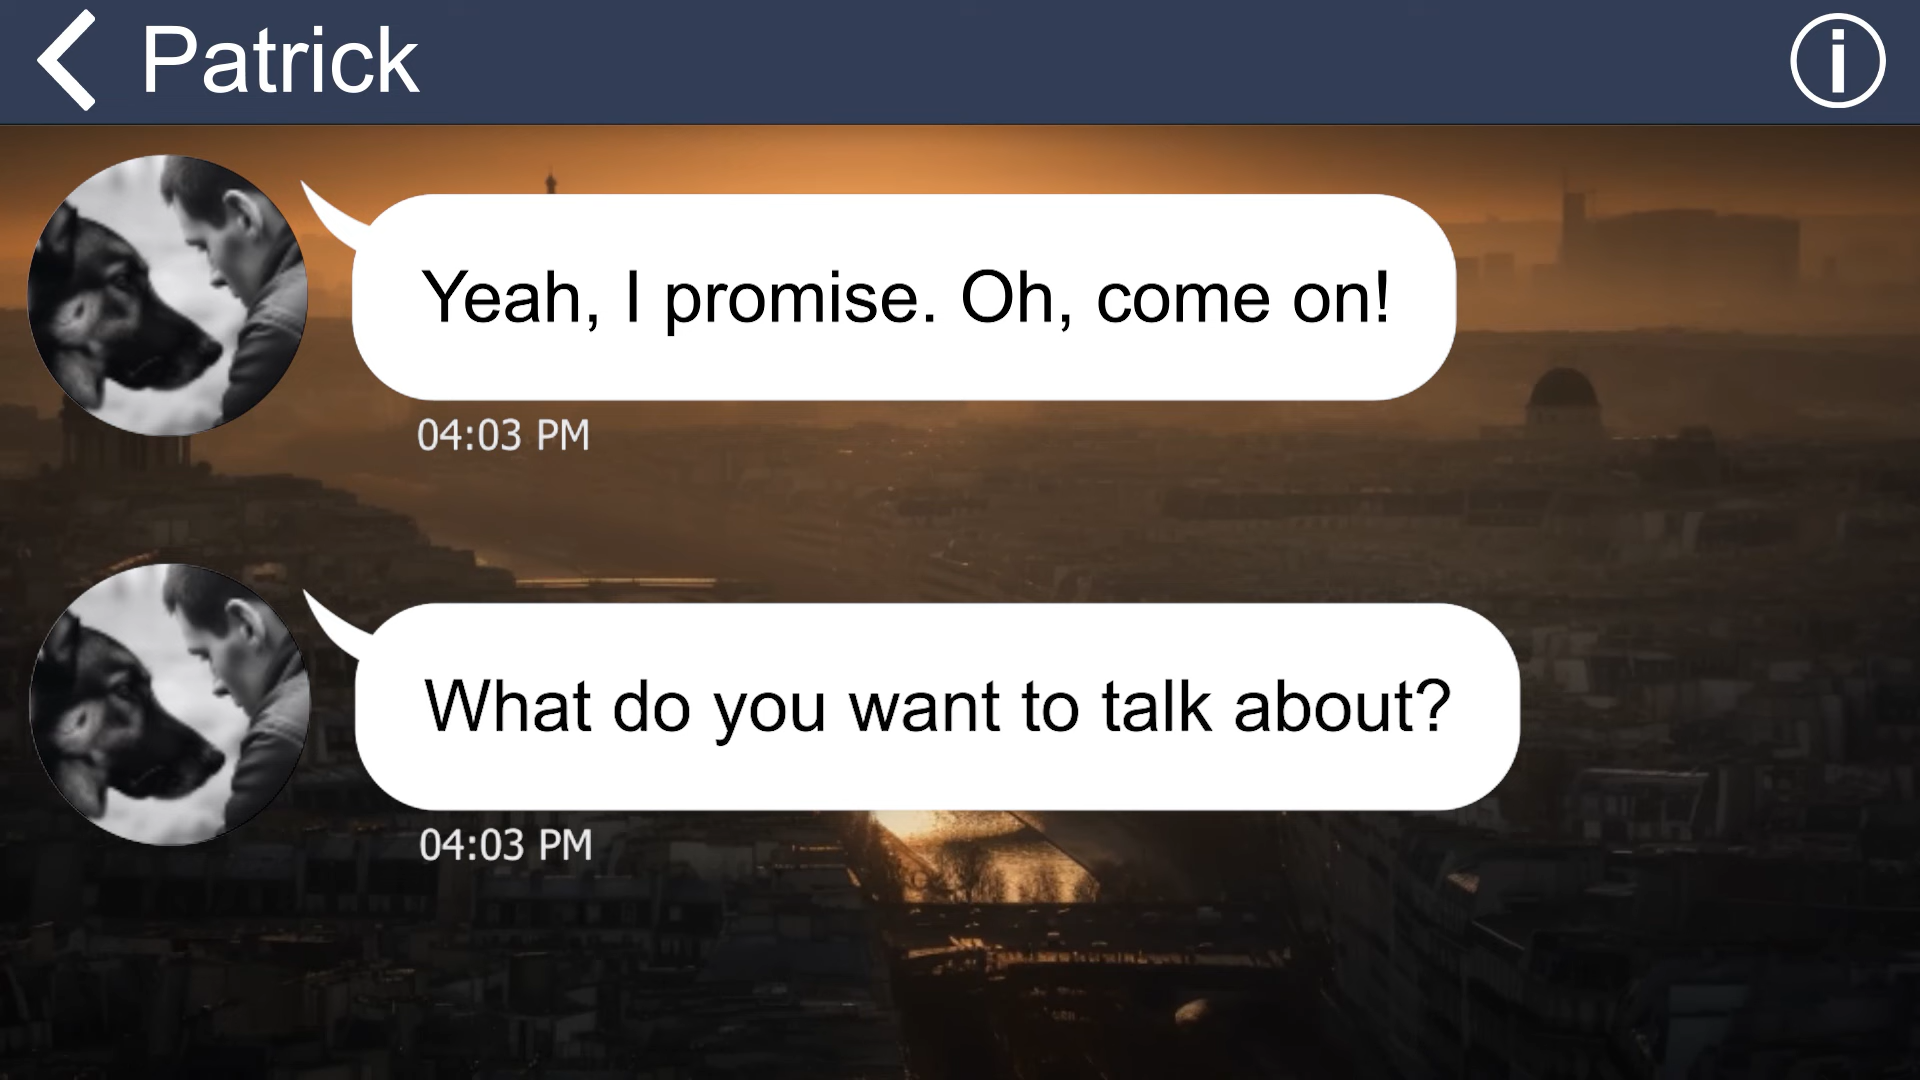 Patrick
Yeah, I promise. Oh, come on!
04:03 PM
What do you want to talk about?
04:03 PM